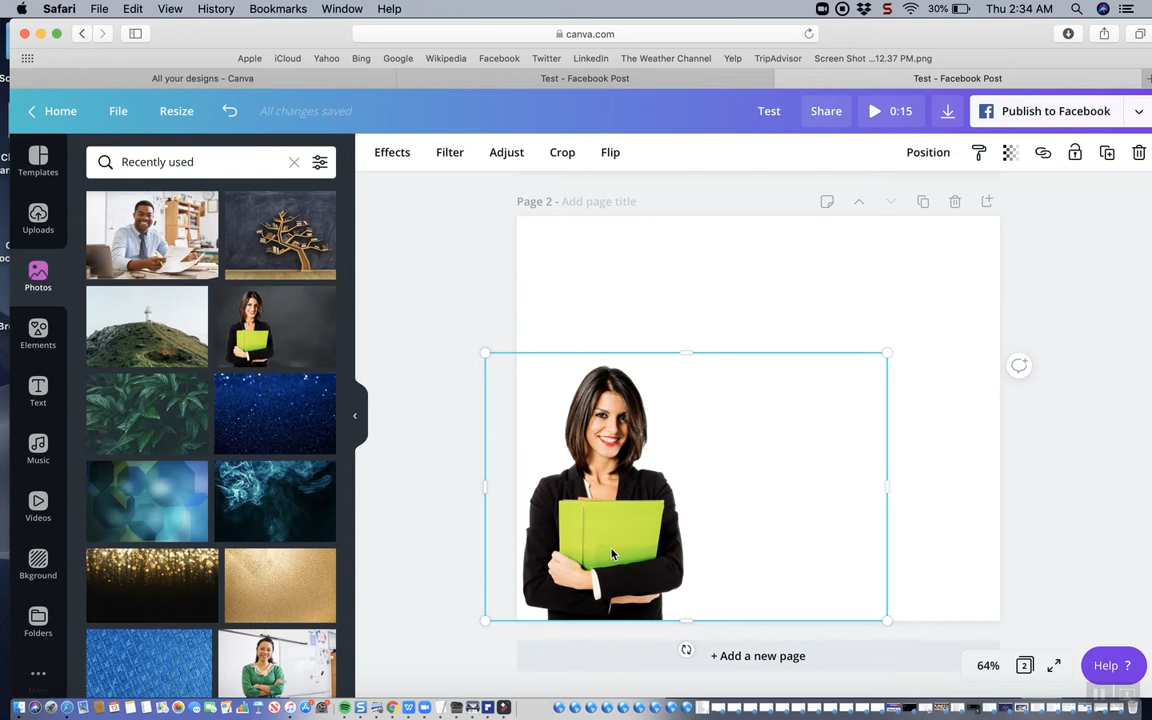 Safari File Edit View History Bookmarks Window Help 30% Thu 2:34 AM
canva.com
Apple iCloud Yahoo Bing Google Wikipedia Facebook Twitter LinkedIn The Weather Channel Yelp TripAdvisor Screen Shot ...12.37 PM.png
All your designs - Canva Test - Facebook Post Test - Facebook Post
Home File Resize All changes saved Test Share 0:15 Publish to Facebook
Templates
Recently used
Effects Filter Adjust Crop Flip Position
Page 2 - Add page title
Uploads
Photos
Elements
Text
Music
Videos
Bkground
Folders
+ Add a new page
64% 2 Help ?